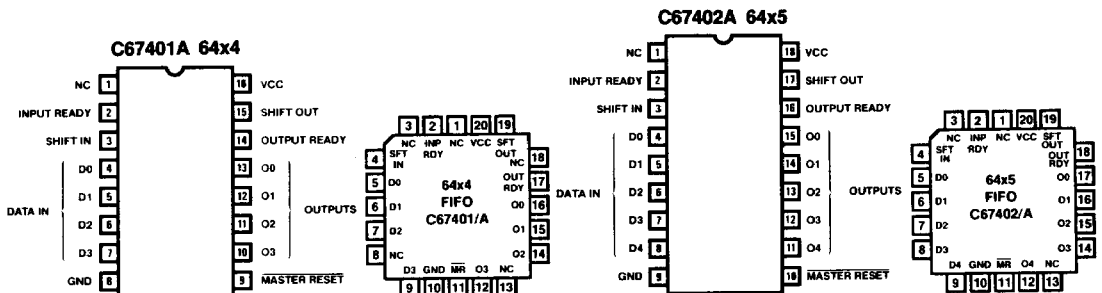 C67401A 64x4
NC 1 16 VCC
INPUT READY 2 15 SHIFT OUT
SHIFT IN 3 14 OUTPUT READY
D0 4 13 O0
D1 5 12 O1
DATA IN OUTPUTS
D2 6 11 O2
D3 7 10 O3
GND 8 9 MASTER RESET
3 2 1 20 19
NC INP RDY NC VCC SFT OUT
4 SFT IN NC 18
5 D0 OUT RDY 17
6 D1 O0 16
7 D2 O1 15
8 NC O2 14
64x4
FIFO
C67401/A
D3 GND MR O3 NC
9 10 11 12 13
C67402A 64x5
NC 1 18 VCC
INPUT READY 2 17 SHIFT OUT
SHIFT IN 3 16 OUTPUT READY
D0 4 15 O0
D1 5 14 O1
DATA IN D2 6 13 O2 OUTPUTS
D3 7 12 O3
D4 8 11 O4
GND 9 10 MASTER RESET
3 2 1 20 19
NC INP RDY NC VCC SFT OUT
4 SFT IN OUT RDY 18
5 D0 O0 17
6 D1 O1 16
7 D2 O2 15
8 D3 O3 14
64x5
FIFO
C67402/A
D4 GND MR O4 NC
9 10 11 12 13